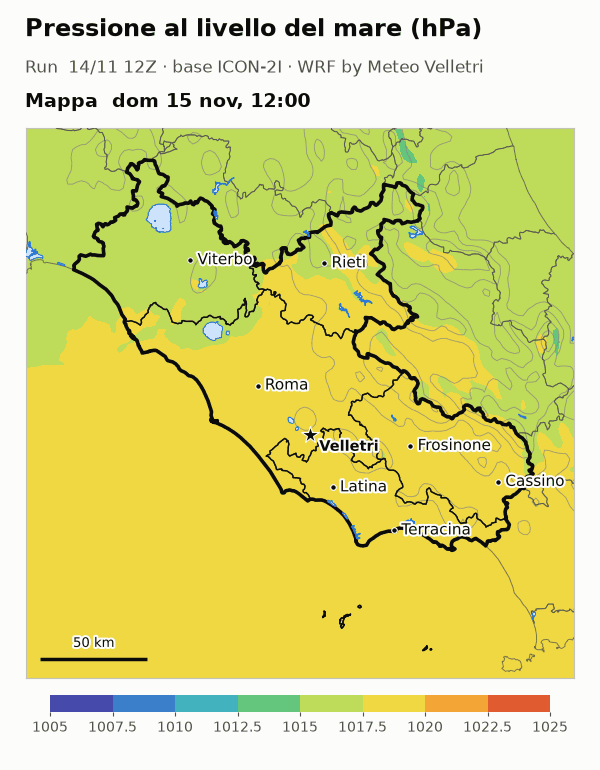 Pressione al livello del mare (hPa)
Run  14/11 12Z · base ICON-2I · WRF by Meteo Velletri
Mappa  dom 15 nov, 12:00
Viterbo
Rieti
Roma
Velletri
Frosinone
Latina
Cassino
Terracina
50 km
1005 1007.5 1010 1012.5 1015 1017.5 1020 1022.5 1025